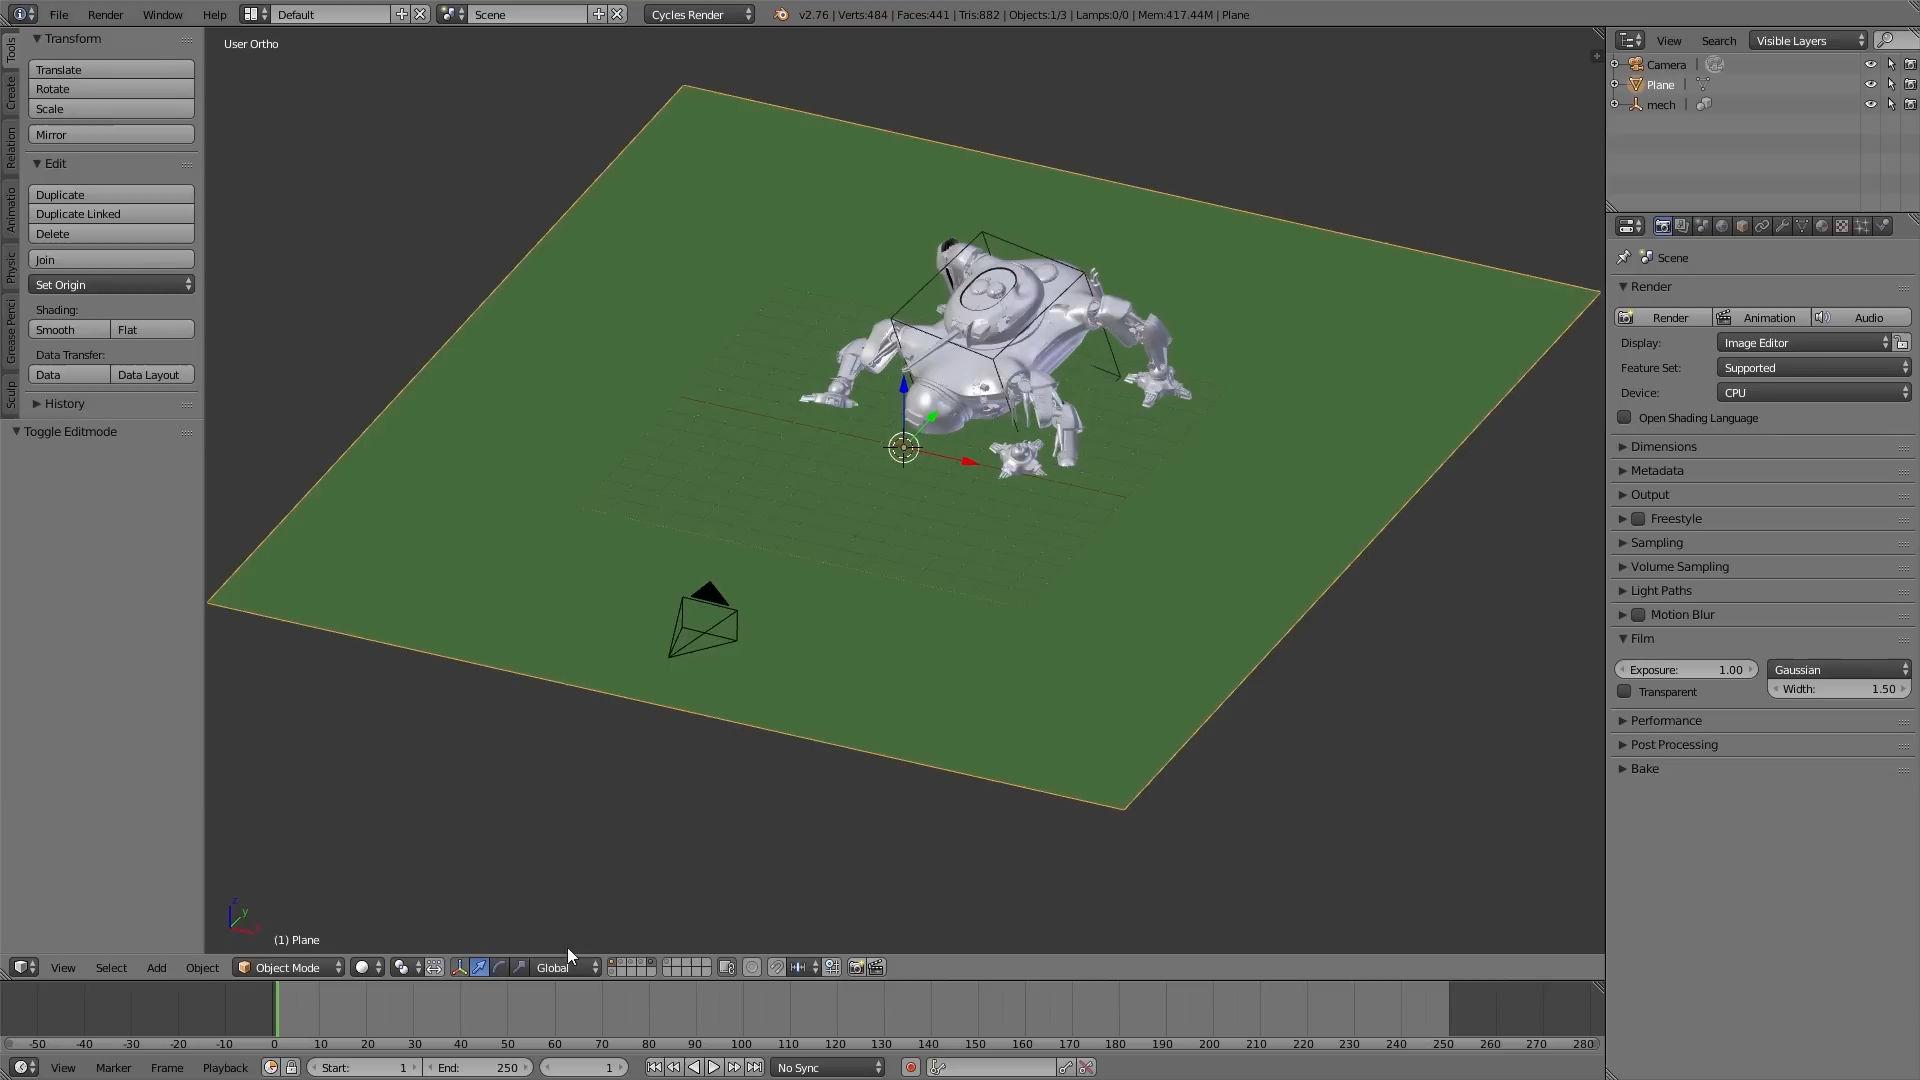 File Render Window Help Default Scene Cycles Render v2.76 | Verts:484 | Faces:441 | Tris:882 | Objects:1/3 | Lamps:0/0 | Mem:417.44M | Plane
Tools
Create
Relation
Animatio
Physic
Grease Penci
Sculp
Transform
Translate
Rotate
Scale
Mirror
Edit
Duplicate
Duplicate Linked
Delete
Join
Set Origin
Shading:
Smooth Flat
Data Transfer:
Data Data Layout
History
Toggle Editmode
User Ortho
z
y
(1) Plane
View Search Visible Layers
Camera
Plane
mech
Scene
Render
Render Animation Audio
Display: Image Editor
Feature Set: Supported
Device: CPU
Open Shading Language
Dimensions
Metadata
Output
Freestyle
Sampling
Volume Sampling
Light Paths
Motion Blur
Film
Exposure: 1.00 Gaussian
Transparent Width: 1.50
Performance
Post Processing
Bake
View Select Add Object Object Mode Global
-50 -40 -30 -20 -10 0 10 20 30 40 50 60 70 80 90 100 110 120 130 140 150 160 170 180 190 200 210 220 230 240 250 260 270 280
View Marker Frame Playback Start: 1 End: 250 1 No Sync